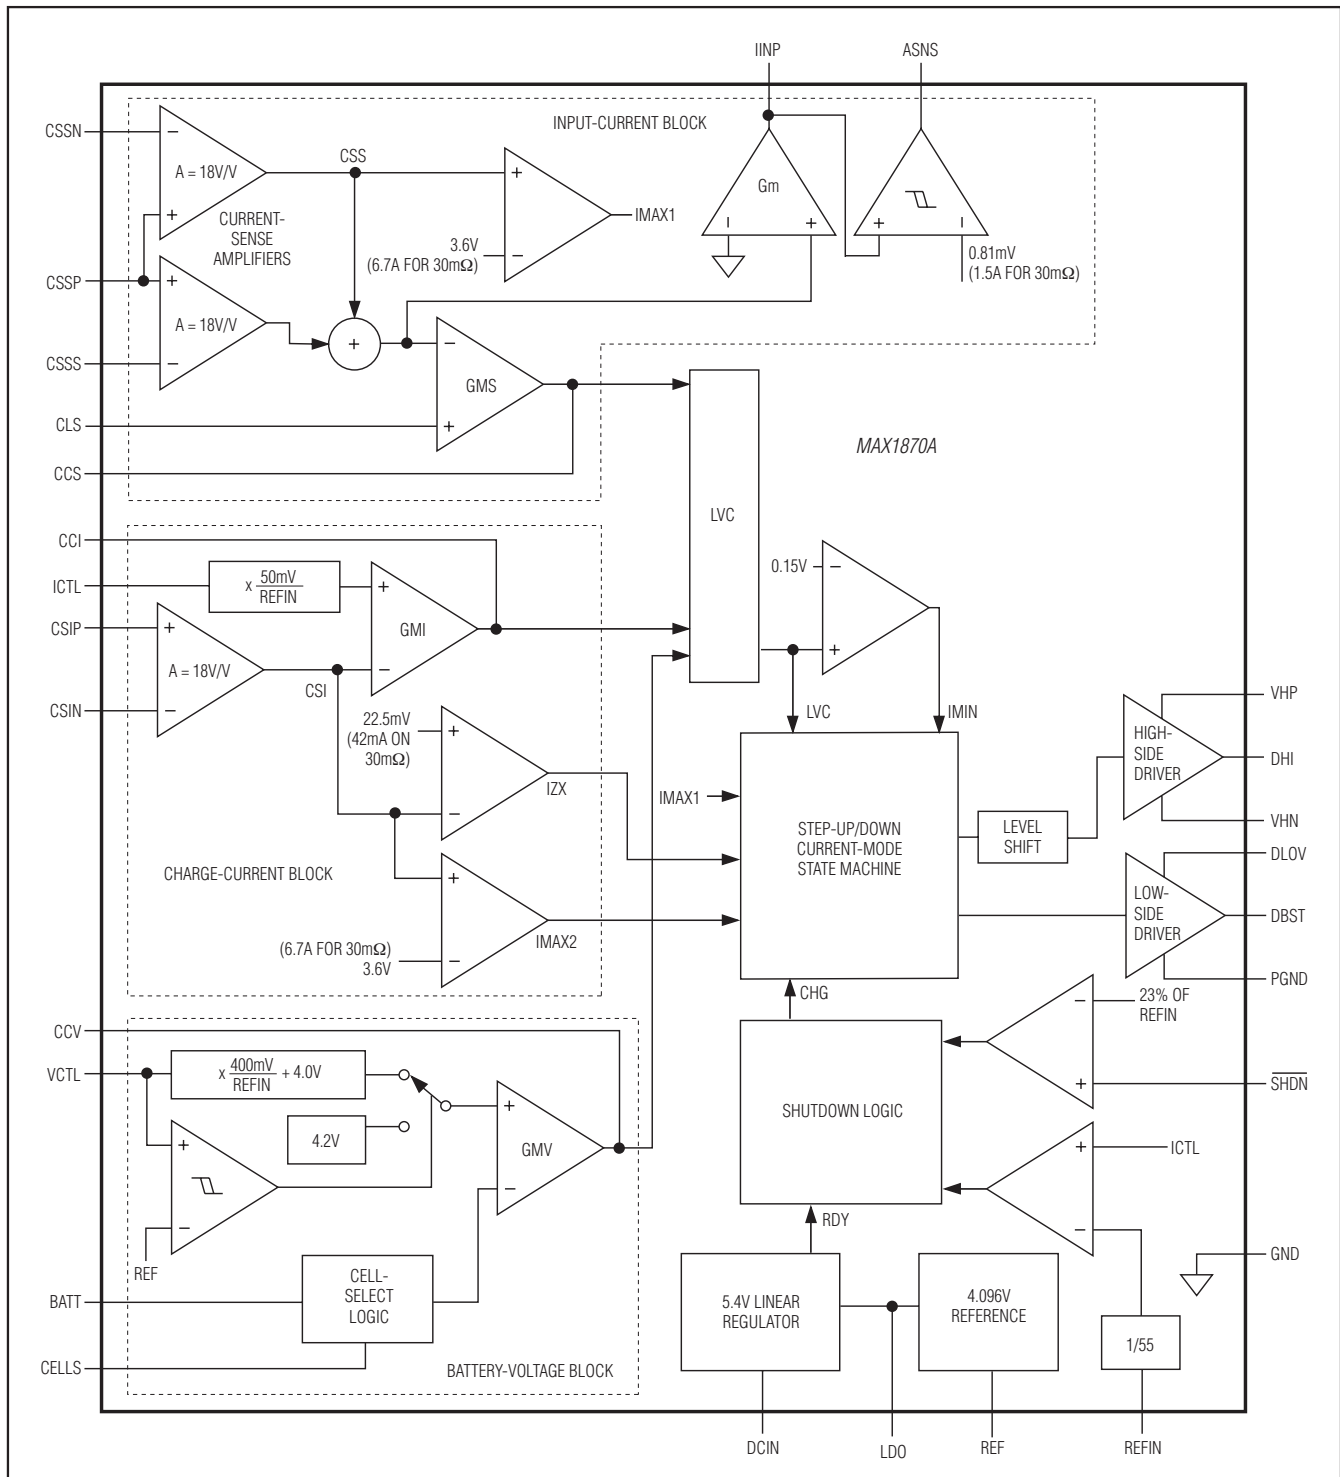 IINP
ASNS
INPUT-CURRENT BLOCK
CSSN
−
A = 18V/V
+
CSS
CURRENT-
SENSE
AMPLIFIERS
+
3.6V
(6.7A FOR 30mΩ)
−
IMAX1
Gm
−
+
+
−
0.81mV
(1.5A FOR 30mΩ)
CSSP
+
A = 18V/V
−
CSSS
+
−
GMS
+
CLS
CCS
MAX1870A
LVC
CCI
ICTL
x 50mV
REFIN
+
GMI
−
CSIP
+
A = 18V/V
−
CSIN
CSI
0.15V
−
+
LVC
IMIN
22.5mV
(42mA ON
30mΩ)
+
−
IZX
IMAX1
CHARGE-CURRENT BLOCK
+
(6.7A FOR 30mΩ)
3.6V
−
IMAX2
STEP-UP/DOWN
CURRENT-MODE
STATE MACHINE
LEVEL
SHIFT
HIGH-
SIDE
DRIVER
VHP
DHI
VHN
DLOV
LOW-
SIDE
DRIVER
DBST
PGND
CHG
−
23% OF
REFIN
+
SHDN
SHUTDOWN LOGIC
+
ICTL
−
CCV
VCTL
x 400mV
REFIN
+ 4.0V
4.2V
+
GMV
−
+
−
REF
RDY
GND
BATT
CELL-
SELECT
LOGIC
CELLS
BATTERY-VOLTAGE BLOCK
5.4V LINEAR
REGULATOR
4.096V
REFERENCE
1/55
DCIN
LDO
REF
REFIN